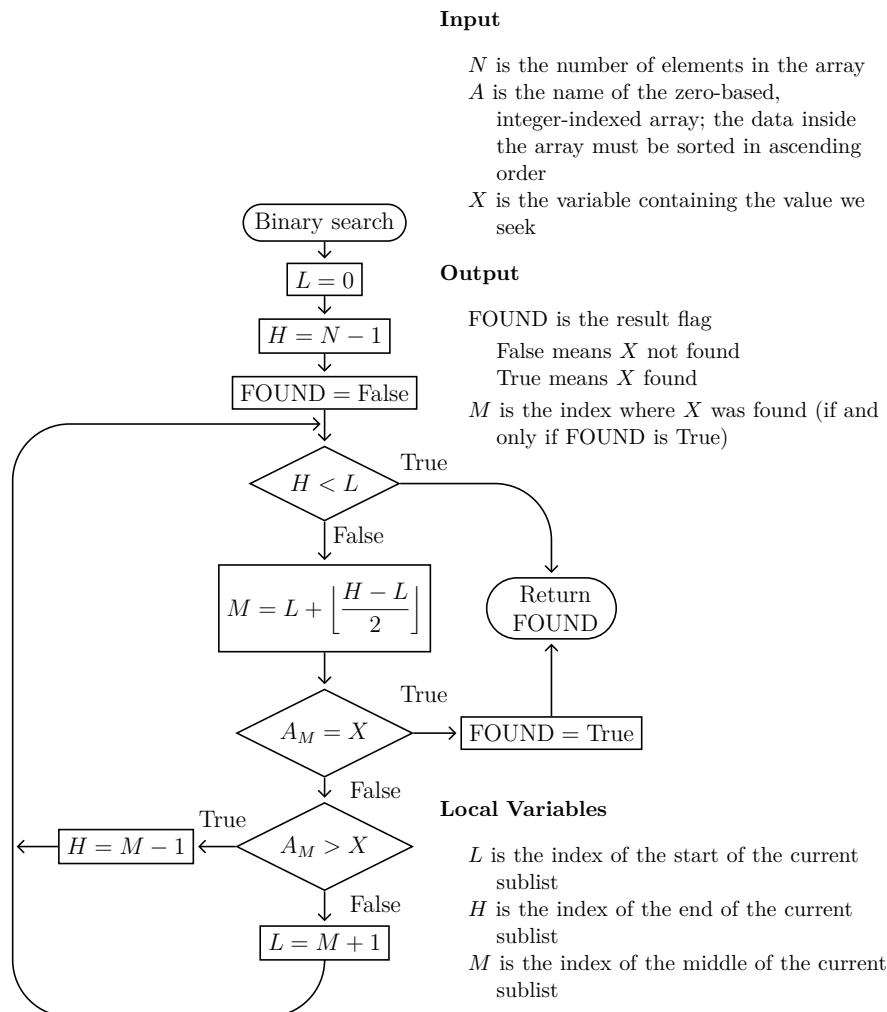 Input
N is the number of elements in the array
A is the name of the zero-based,
integer-indexed array; the data inside
the array must be sorted in ascending
order
X is the variable containing the value we
seek
Output
FOUND is the result flag
False means X not found
True means X found
M is the index where X was found (if and
only if FOUND is True)
Binary search
L = 0
H = N − 1
FOUND = False
H < L
True
False
M = L + ⌊(H − L)/2⌋
Return
FOUND
A_M = X
True
FOUND = True
False
A_M > X
True
H = M − 1
False
L = M + 1
Local Variables
L is the index of the start of the current
sublist
H is the index of the end of the current
sublist
M is the index of the middle of the current
sublist